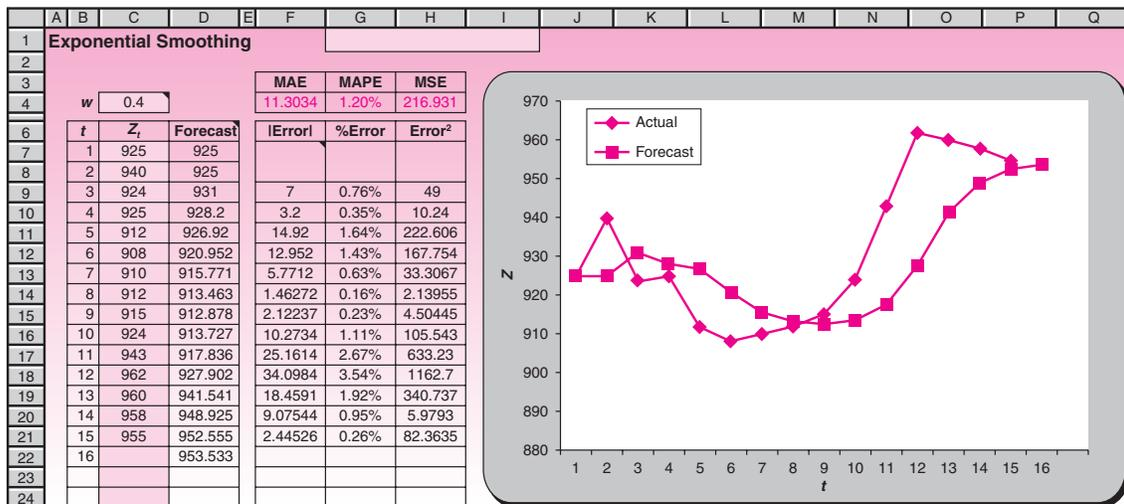 A B C D E F G H I J K L M N O P Q
1 Exponential Smoothing
2
3 MAE MAPE MSE
4 w 0.4 11.3034 1.20% 216.931
6 t Zt Forecast |Error| %Error Error²
7 1 925 925
8 2 940 925
9 3 924 931 7 0.76% 49
10 4 925 928.2 3.2 0.35% 10.24
11 5 912 926.92 14.92 1.64% 222.606
12 6 908 920.952 12.952 1.43% 167.754
13 7 910 915.771 5.7712 0.63% 33.3067
14 8 912 913.463 1.46272 0.16% 2.13955
15 9 915 912.878 2.12237 0.23% 4.50445
16 10 924 913.727 10.2734 1.11% 105.543
17 11 943 917.836 25.1614 2.67% 633.23
18 12 962 927.902 34.0984 3.54% 1162.7
19 13 960 941.541 18.4591 1.92% 340.737
20 14 958 948.925 9.07544 0.95% 5.9793
21 15 955 952.555 2.44526 0.26% 82.3635
22 16 953.533
23
24
Actual
Forecast
970
960
950
940
930
920
910
900
890
880
Z
1 2 3 4 5 6 7 8 9 10 11 12 13 14 15 16
t